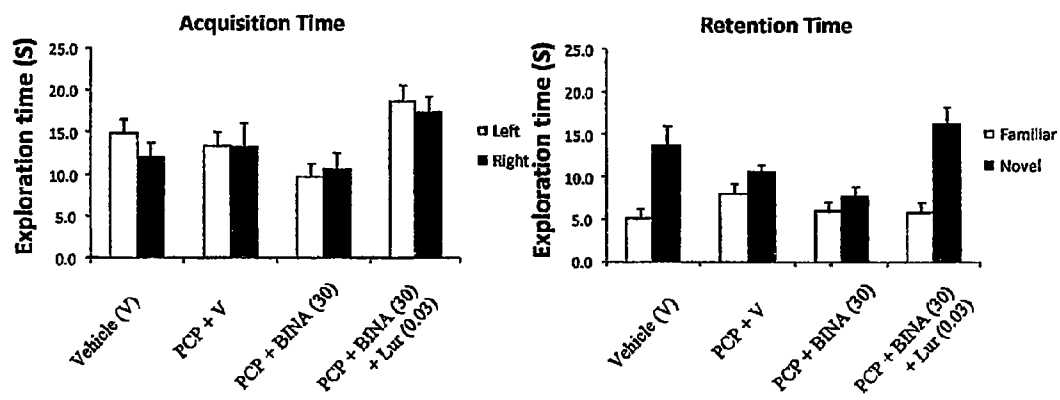 Acquisition Time
Exploration time (S)
25.0
20.0
15.0
10.0
5.0
0.0
Left
Right
Vehicle (V)
PCP + V
PCP + BINA (30)
PCP + BINA (30)
+ Lur (0.03)
Retention Time
Exploration time (S)
25.0
20.0
15.0
10.0
5.0
0.0
Familiar
Novel
Vehicle (V)
PCP + V
PCP + BINA (30)
PCP + BINA (30)
+ Lur (0.03)